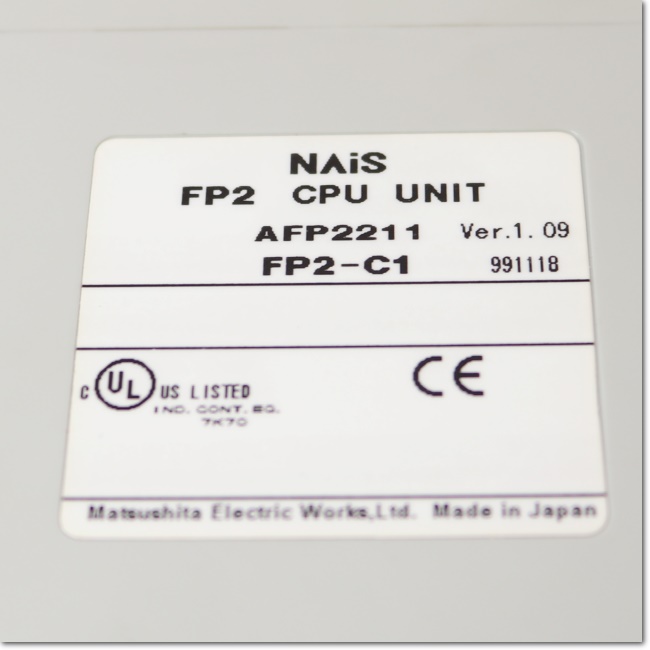 NAiS
FP2 CPU UNIT
AFP2211 Ver.1.09
FP2-C1 991118
C UL US LISTED
IND. CONT. EQ.
7K70
CE
Matsushita Electric Works,Ltd. Made in Japan